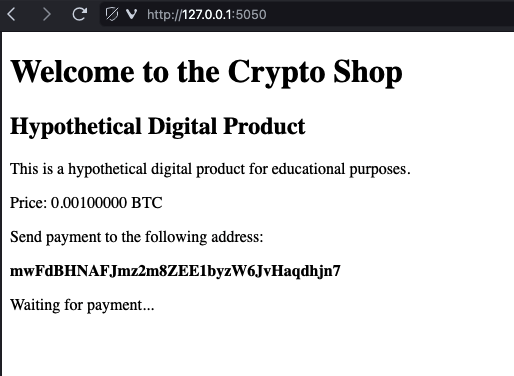 http://127.0.0.1:5050
Welcome to the Crypto Shop
Hypothetical Digital Product
This is a hypothetical digital product for educational purposes.
Price: 0.00100000 BTC
Send payment to the following address:
mwFdBHNAFJmz2m8ZEE1byzW6JvHaqdhjn7
Waiting for payment...